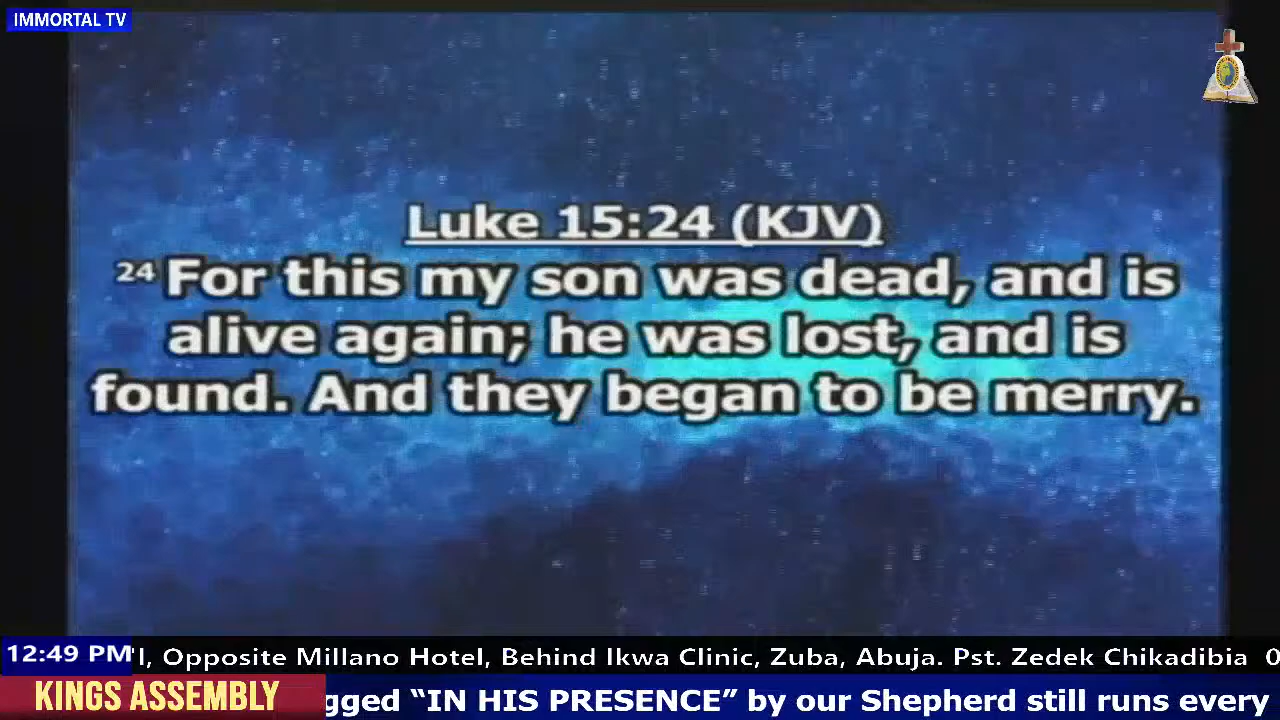 IMMORTAL TV
Luke 15:24 (KJV)
24 For this my son was dead, and is
alive again; he was lost, and is
found. And they began to be merry.
12:49 PM
'l, Opposite Millano Hotel, Behind Ikwa Clinic, Zuba, Abuja. Pst. Zedek Chikadibia 0
KINGS ASSEMBLY
gged “IN HIS PRESENCE” by our Shepherd still runs every